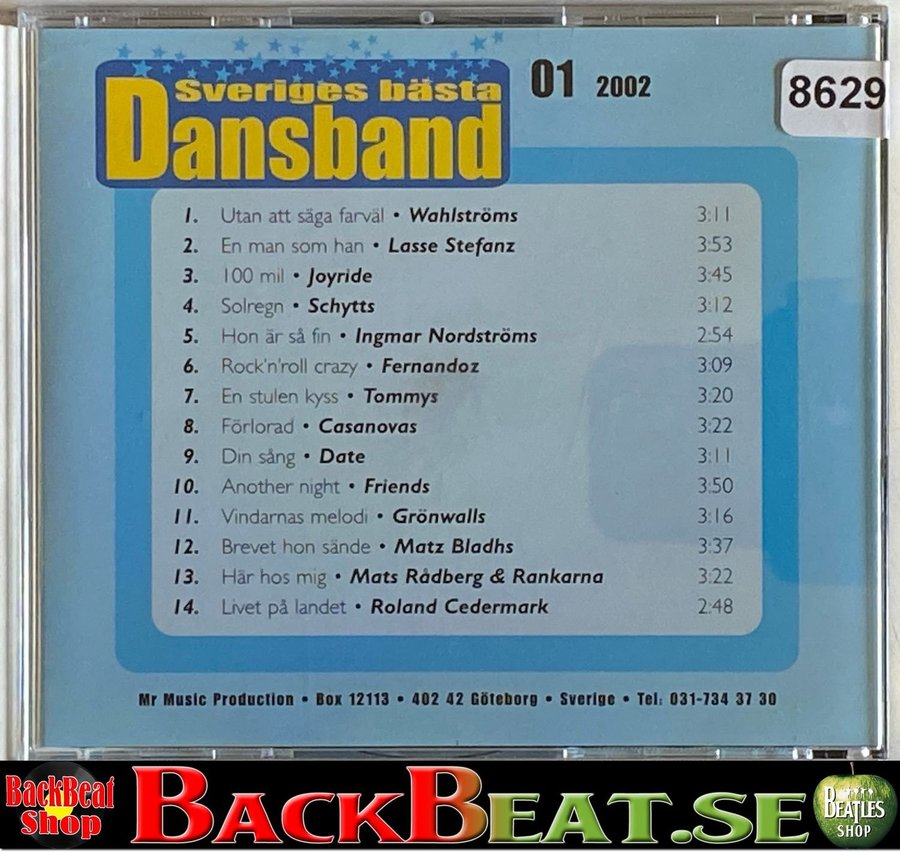 Sveriges bästa
Dansband
01 2002
8629
1. Utan att säga farväl • Wahlströms 3:11
2. En man som han • Lasse Stefanz 3:53
3. 100 mil • Joyride 3:45
4. Solregn • Schytts 3:12
5. Hon är så fin • Ingmar Nordströms 2:54
6. Rock'n'roll crazy • Fernandoz 3:09
7. En stulen kyss • Tommys 3:20
8. Förlorad • Casanovas 3:22
9. Din sång • Date 3:11
10. Another night • Friends 3:50
11. Vindarnas melodi • Grönwalls 3:16
12. Brevet hon sände • Matz Bladhs 3:37
13. Här hos mig • Mats Rådberg & Rankarna 3:22
14. Livet på landet • Roland Cedermark 2:48
Mr Music Production • Box 12113 • 402 42 Göteborg • Sverige • Tel: 031-734 37 30
BackBeat
Shop
BACKBEAT.SE
BEATLES
SHOP